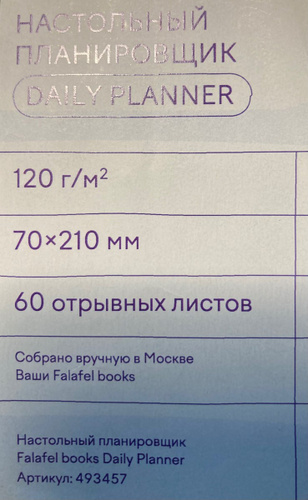 НАСТОЛЬНЫЙ
ПЛАНИРОВЩИК
DAILY PLANNER
120 г/м²
70×210 мм
60 отрывных листов
Собрано вручную в Москве
Ваши Falafel books
Настольный планировщик
Falafel books Daily Planner
Артикул: 493457